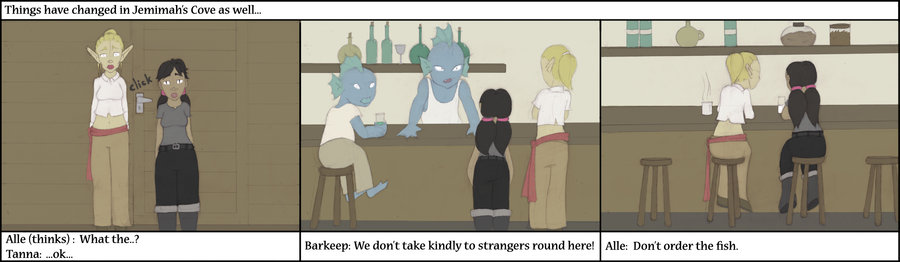 Things have changed in Jemimah's Cove as well...
click
Alle (thinks) : What the..?
Tanna: ...ok...
Barkeep: We don't take kindly to strangers round here!
Alle: Don't order the fish.